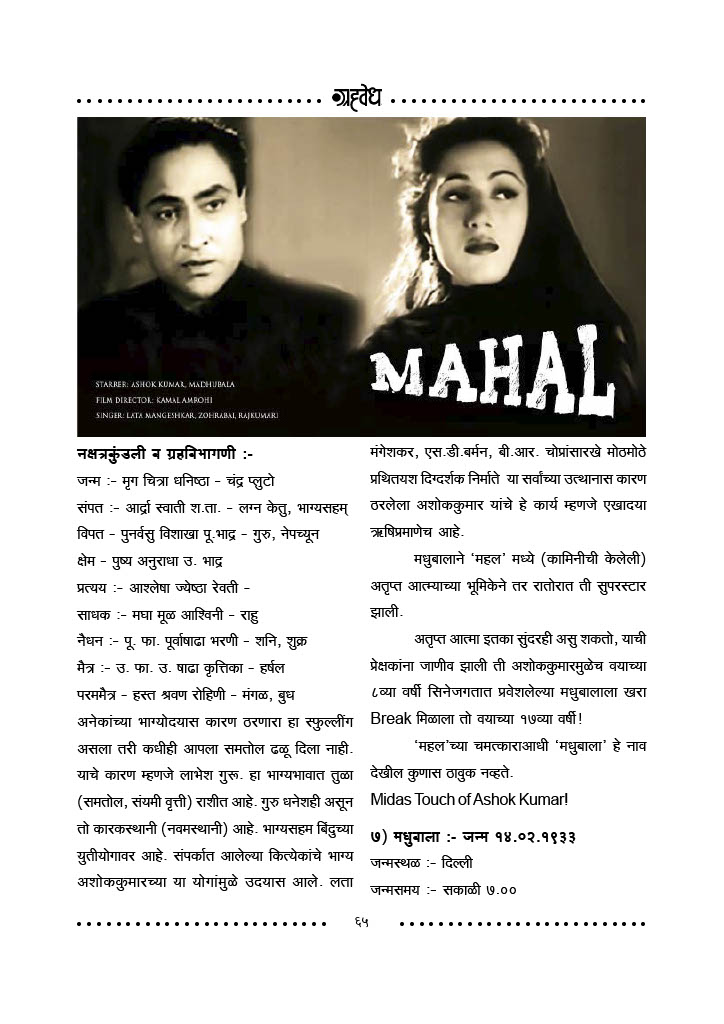 ग्रहवेध
MAHAL
STARRER: ASHOK KUMAR, MADHUBALA
FILM DIRECTOR: KAMAL AMROHI
SINGER: LATA MANGESHKAR, ZOHRABAI, RAJKUMARI
नक्षत्रकुंडली ब ग्रहबिभागणी :-
जन्म :- मृग चित्रा धनिष्ठा - चंद्र प्लुटो
संपत :- आर्द्रा स्वाती श.ता. - लग्न केतु, भाग्यसहम्
विपत - पुनर्वसु विशाखा पू.भाद्र - गुरु, नेपच्यून
क्षेम - पुष्य अनुराधा उ. भाद्र
प्रत्यय :- आश्लेषा ज्येष्ठा रेवती -
साधक :- मघा मूळ आश्विनी - राहु
नैधन :- पू. फा. पूर्वाषाढा भरणी - शनि, शुक्र
मैत्र :- उ. फा. उ. षाढा कृत्तिका - हर्षल
परममैत्र - हस्त श्रवण रोहिणी - मंगळ, बुध
अनेकांच्या भाग्योदयास कारण ठरणारा हा स्फुल्लींग
असला तरी कधीही आपला समतोल ढळू दिला नाही.
याचे कारण म्हणजे लाभेश गुरू. हा भाग्यभावात तुळा
(समतोल, संयमी वृत्ती) राशीत आहे. गुरु धनेशही असून
तो कारकस्थानी (नवमस्थानी) आहे. भाग्यसहम बिंदुच्या
युतीयोगावर आहे. संपर्कात आलेल्या कित्येकांचे भाग्य
अशोककुमारच्या या योगांमुळे उदयास आले. लता
मंगेशकर, एस.डी.बर्मन, बी.आर. चोप्रांसारखे मोठमोठे
प्रथितयश दिग्दर्शक निर्माते या सर्वांच्या उत्थानास कारण
ठरलेला अशोककुमार यांचे हे कार्य म्हणजे एखादया
ऋषिप्रमाणेच आहे.
मधुबालाने ‘महल’ मध्ये (कामिनीची केलेली)
अतृप्त आत्म्याच्या भूमिकेने तर रातोरात ती सुपरस्टार
झाली.
अतृप्त आत्मा इतका सुंदरही असु शकतो, याची
प्रेक्षकांना जाणीव झाली ती अशोककुमारमुळेच वयाच्या
८व्या वर्षी सिनेजगतात प्रवेशलेल्या मधुबालाला खरा
Break मिळाला तो वयाच्या १७व्या वर्षी!
‘महल’च्या चमत्काराआधी ‘मधुबाला’ हे नाव
देखील कुणास ठावुक नव्हते.
Midas Touch of Ashok Kumar!
७) मधुबाला :- जन्म १४.०२.१९३३
जन्मस्थळ :- दिल्ली
जन्मसमय :- सकाळी ७.००
६५